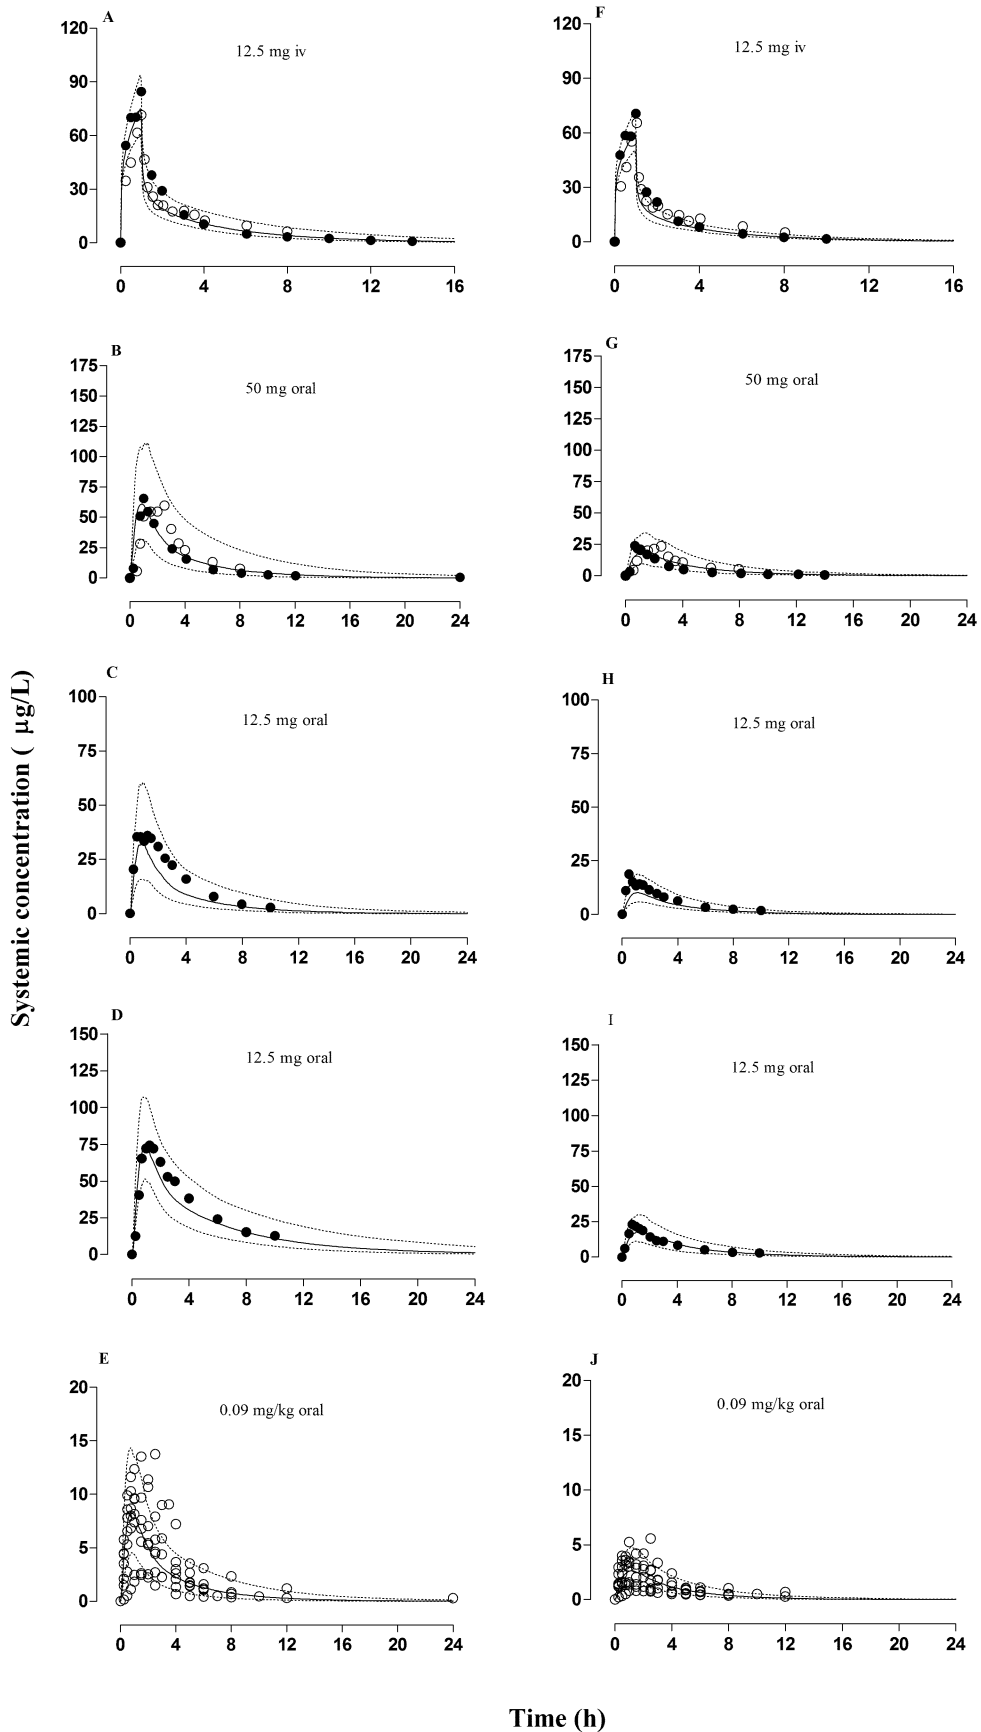 Systemic concentration ( μg/L)
A
12.5 mg iv
120
90
60
30
0
0 4 8 12 16
F
12.5 mg iv
120
90
60
30
0
0 4 8 12 16
B
50 mg oral
175
150
125
100
75
50
25
0
0 4 8 12 16 20 24
G
50 mg oral
175
150
125
100
75
50
25
0
0 4 8 12 16 20 24
C
12.5 mg oral
100
75
50
25
0
0 4 8 12 16 20 24
H
12.5 mg oral
100
75
50
25
0
0 4 8 12 16 20 24
D
12.5 mg oral
150
125
100
75
50
25
0
0 4 8 12 16 20 24
I
12.5 mg oral
150
125
100
75
50
25
0
0 4 8 12 16 20 24
E
0.09 mg/kg oral
20
15
10
5
0
0 4 8 12 16 20 24
J
0.09 mg/kg oral
20
15
10
5
0
0 4 8 12 16 20 24
Time (h)